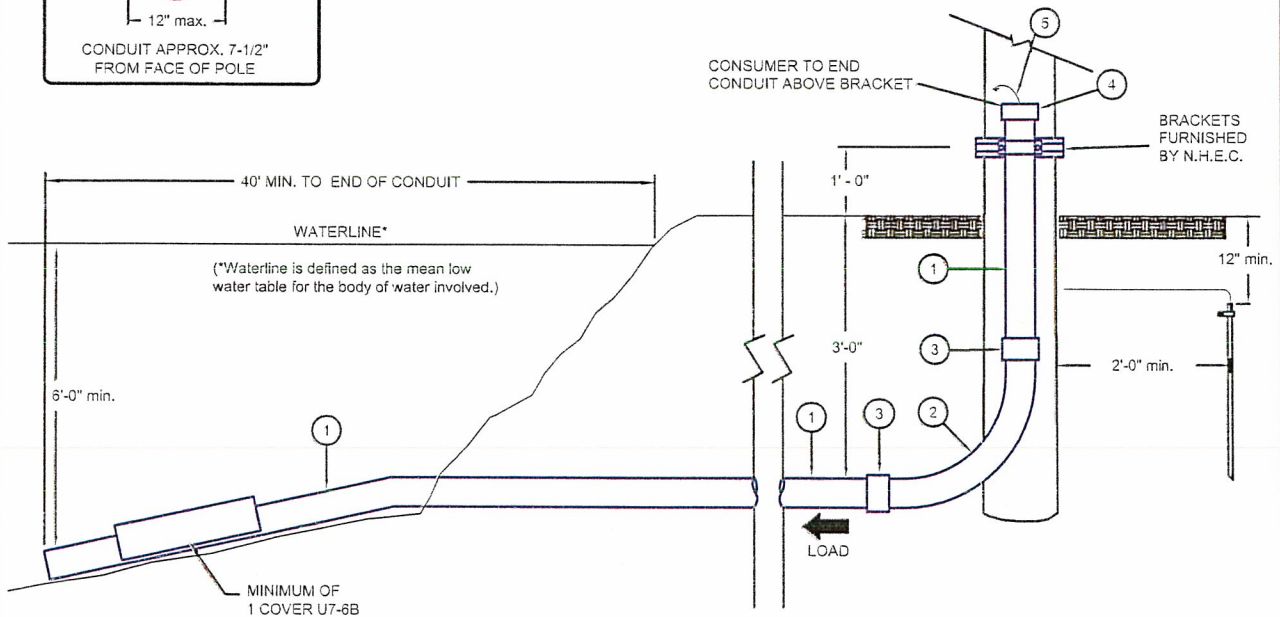 12" max.
CONDUIT APPROX. 7-1/2"
FROM FACE OF POLE
5
CONSUMER TO END
CONDUIT ABOVE BRACKET
4
BRACKETS
FURNISHED
BY N.H.E.C.
40' MIN. TO END OF CONDUIT
1' - 0"
WATERLINE*
(*Waterline is defined as the mean low
water table for the body of water involved.)
12" min.
1
3'-0"
3
2'-0" min.
6'-0" min.
1
1
3
2
LOAD
MINIMUM OF
1 COVER U7-6B